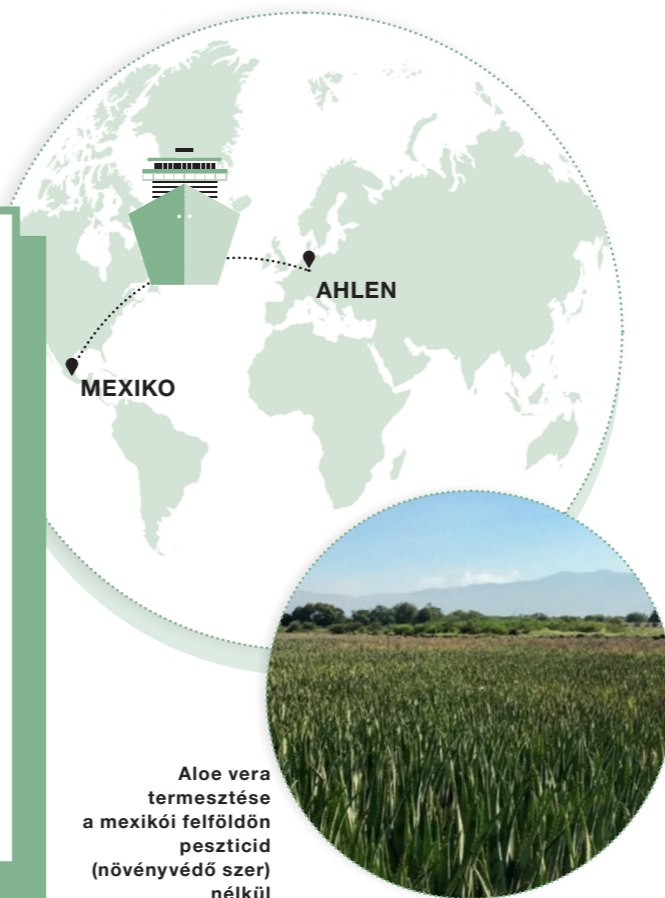 AHLEN
MEXIKO
Aloe vera
termesztése
a mexikói felföldön
peszticid
(növényvédő szer)
nélkül